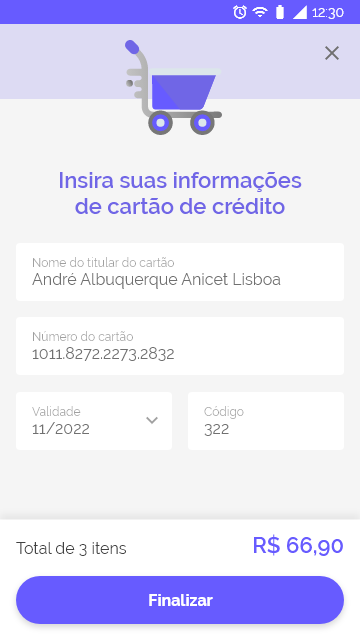 12:30
Insira suas informações
de cartão de crédito
Nome do titular do cartão
André Albuquerque Anicet Lisboa
Número do cartão
1011.8272.2273.2832
Validade
11/2022
Código
322
Total de 3 itens
R$ 66,90
Finalizar